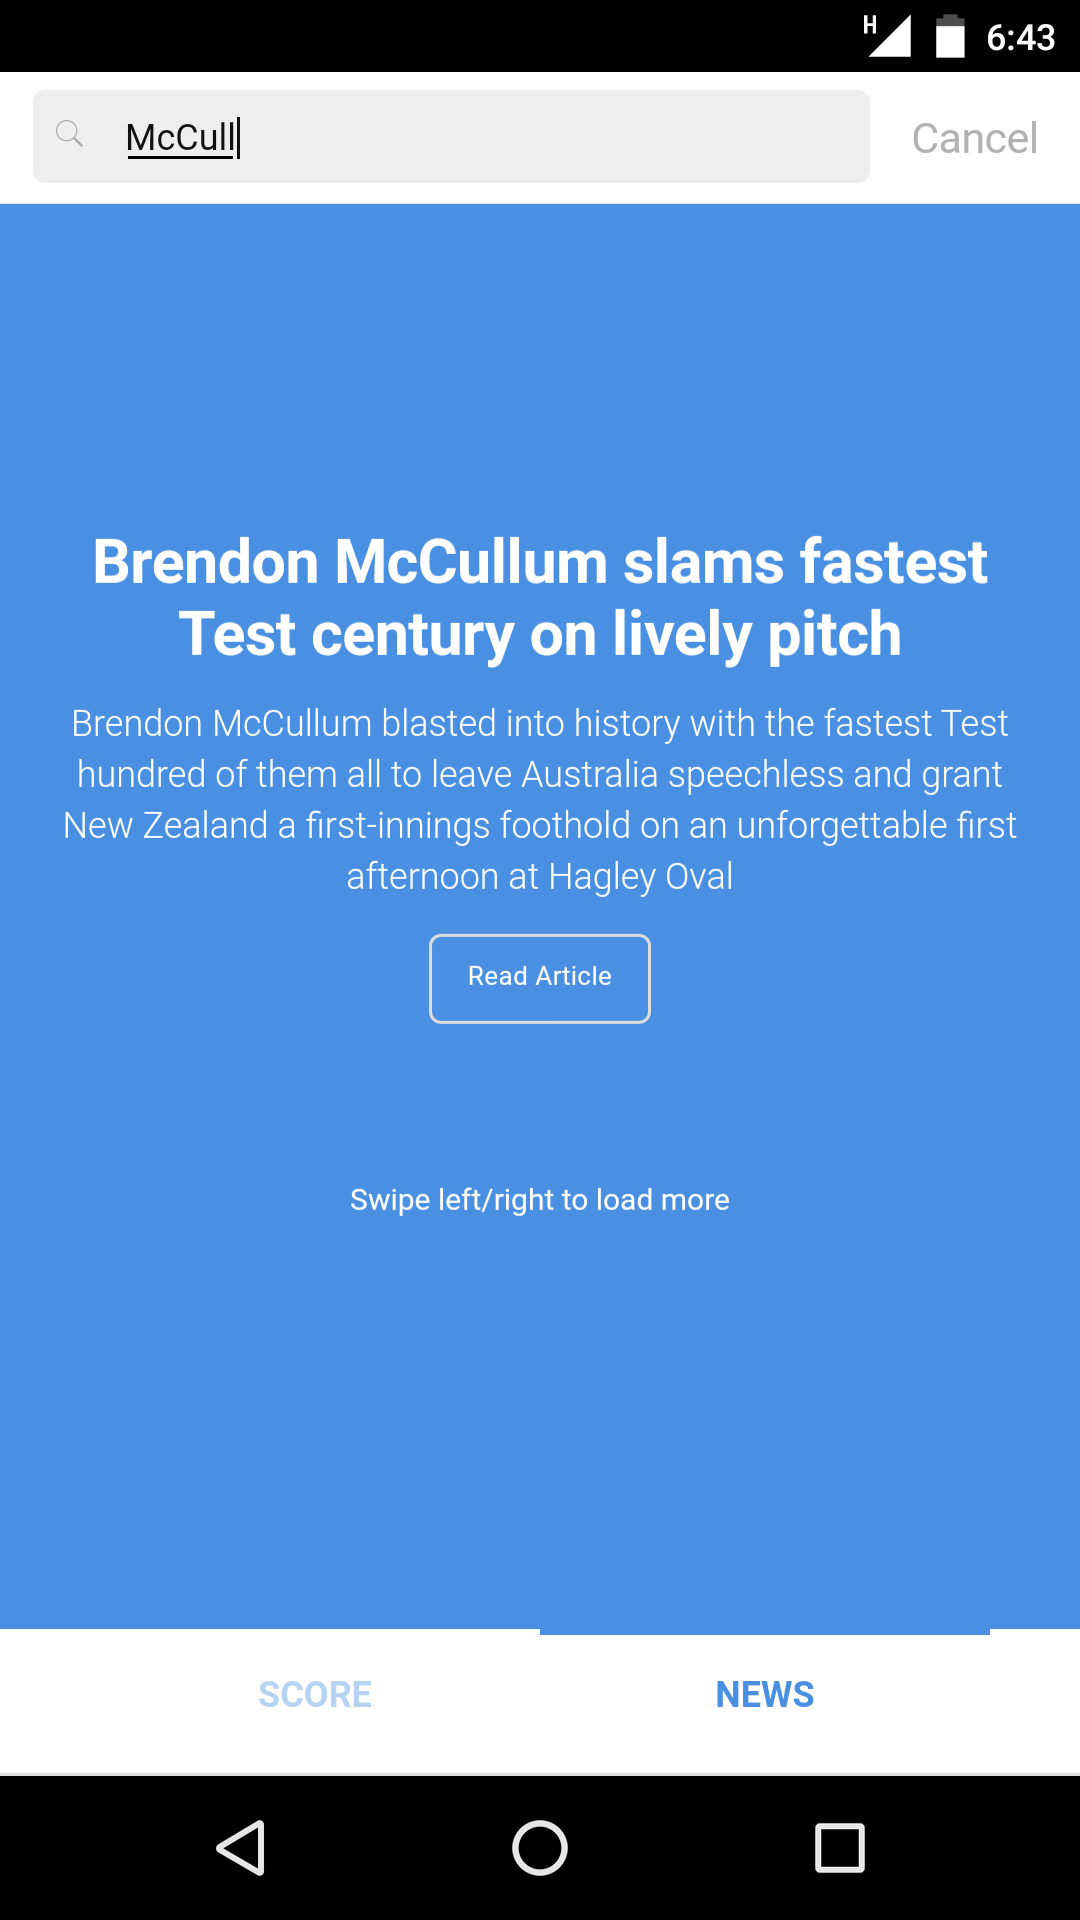 H 6:43
McCull
Cancel
Brendon McCullum slams fastest
Test century on lively pitch
Brendon McCullum blasted into history with the fastest Test
hundred of them all to leave Australia speechless and grant
New Zealand a first-innings foothold on an unforgettable first
afternoon at Hagley Oval
Read Article
Swipe left/right to load more
SCORE
NEWS